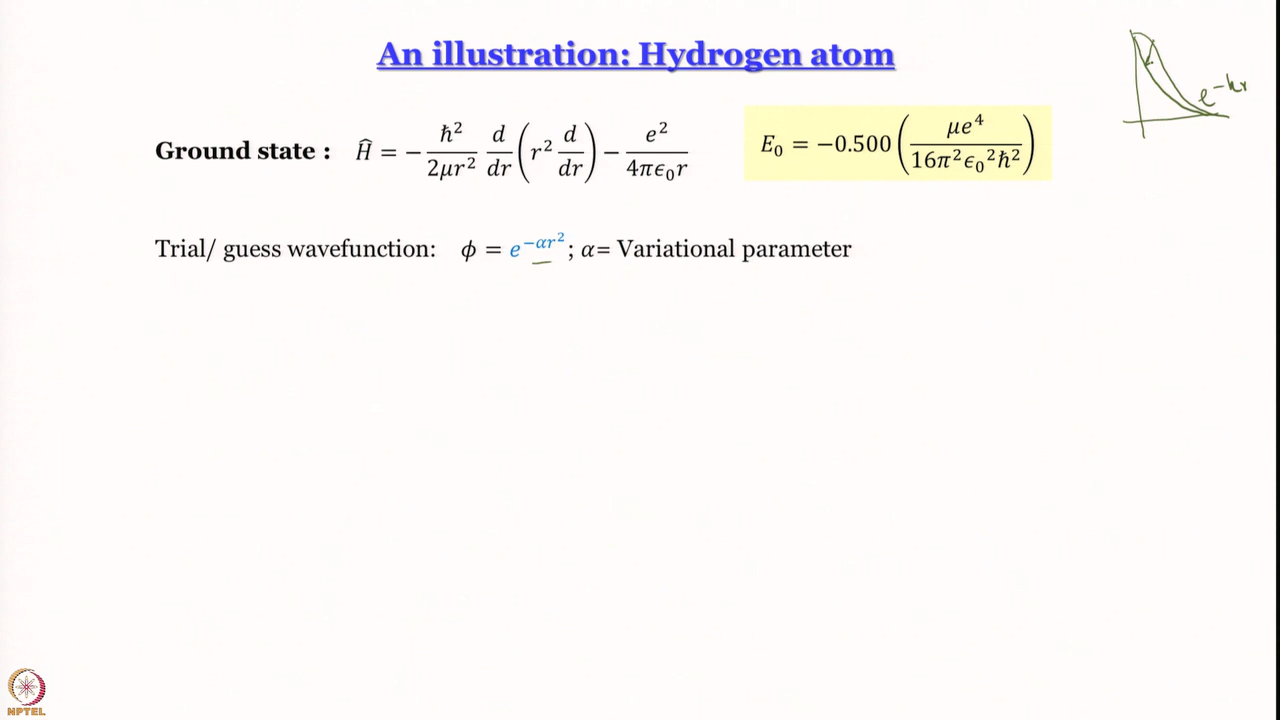 An illustration: Hydrogen atom
Ground state : Ĥ = −ħ²/2μr² d/dr (r² d/dr) − e²/4πϵ₀r
E₀ = −0.500 (μe⁴/16π²ϵ₀²ħ²)
Trial/ guess wavefunction: ϕ = e^−αr² ; α= Variational parameter
NPTEL